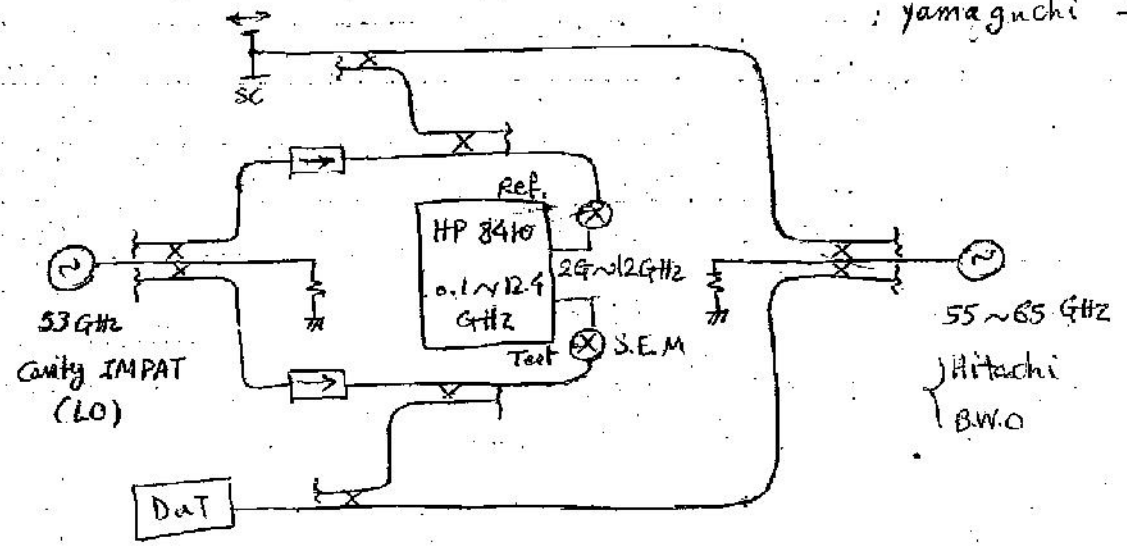 : Yamaguchi -
SC
Ref.
HP 8410
0.1~12.4
GHz
2G~12GHz
Test
S.E.M
53 GHz
Cavity IMPAT
(LO)
55~65 GHz
Hitachi
B.W.O
DuT